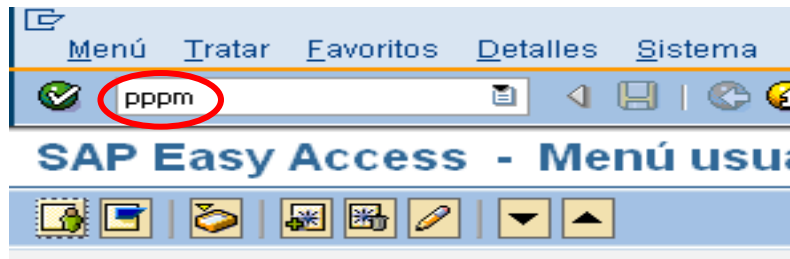 Menú Tratar Favoritos Detalles Sistema
pppm
SAP Easy Access - Menú usua